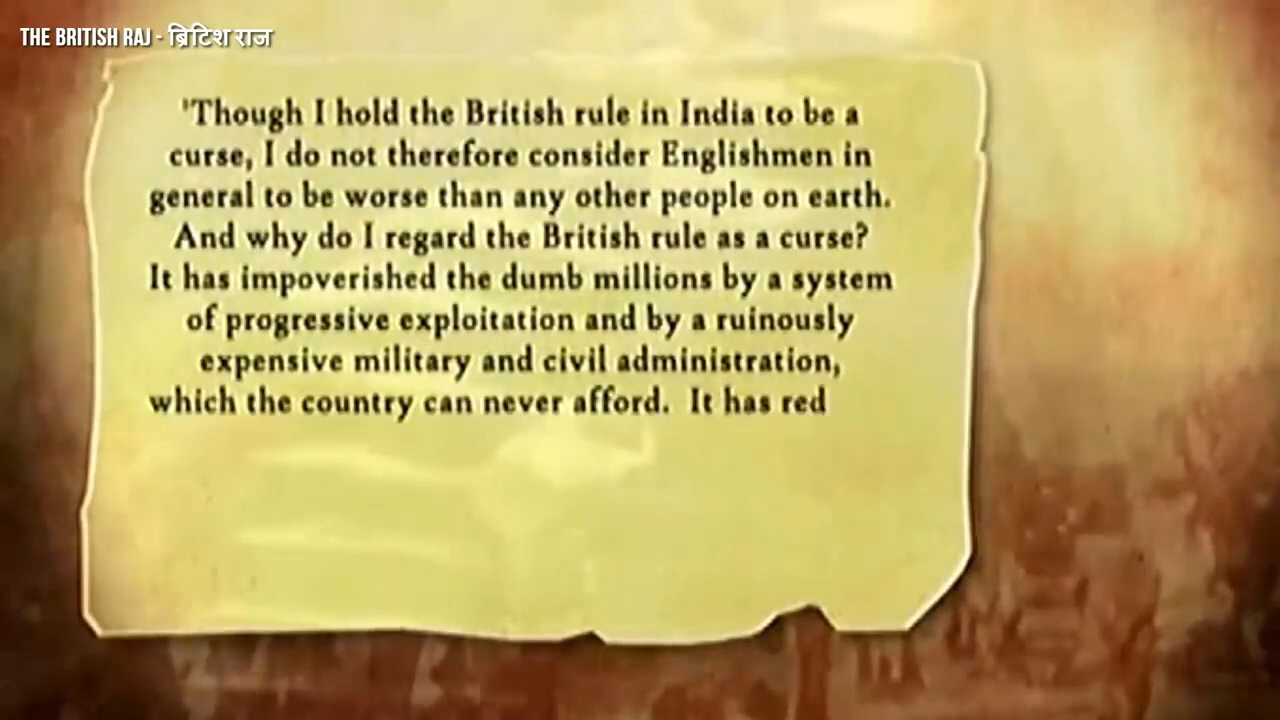 THE BRITISH RAJ - ब्रिटिश राज
'Though I hold the British rule in India to be a
curse, I do not therefore consider Englishmen in
general to be worse than any other people on earth.
And why do I regard the British rule as a curse?
It has impoverished the dumb millions by a system
of progressive exploitation and by a ruinously
expensive military and civil administration,
which the country can never afford.  It has red